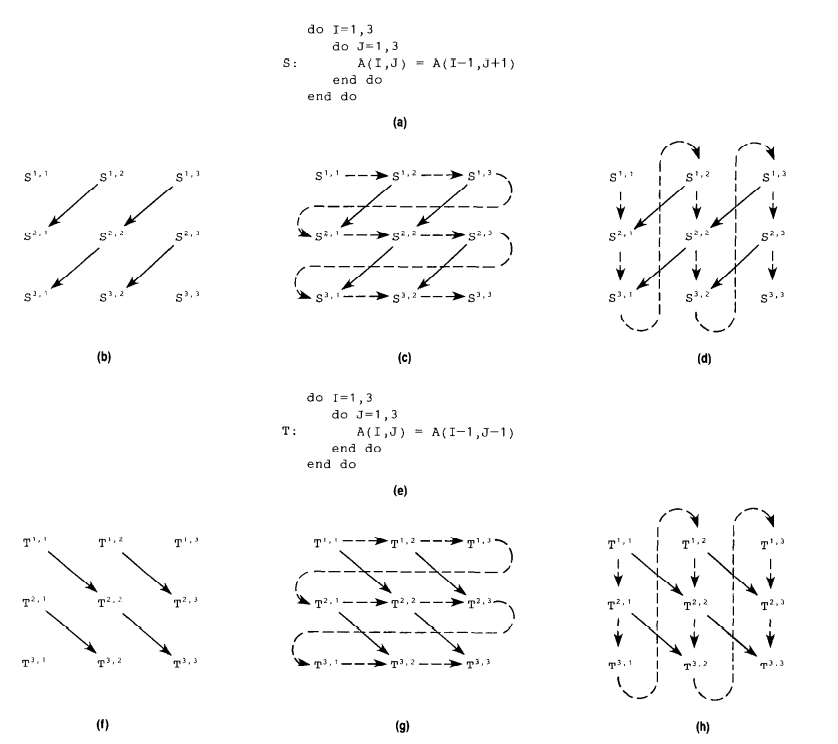 do I=1,3
do J=1,3
S: A(I,J) = A(I-1,J+1)
end do
end do
(a)
S1,1 S1,2 S1,3
S2,1 S2,2 S2,3
S3,1 S3,2 S3,3
(b)
S1,1 S1,2 S1,3
S2,1 S2,2 S2,3
S3,1 S3,2 S3,3
(c)
S1,1 S1,2 S1,3
S2,1 S2,2 S2,3
S3,1 S3,2 S3,3
(d)
do I=1,3
do J=1,3
T: A(I,J) = A(I-1,J-1)
end do
end do
(e)
T1,1 T1,2 T1,3
T2,1 T2,2 T2,3
T3,1 T3,2 T3,3
(f)
T1,1 T1,2 T1,3
T2,1 T2,2 T2,3
T3,1 T3,2 T3,3
(g)
T1,1 T1,2 T1,3
T2,1 T2,2 T2,3
T3,1 T3,2 T3,3
(h)